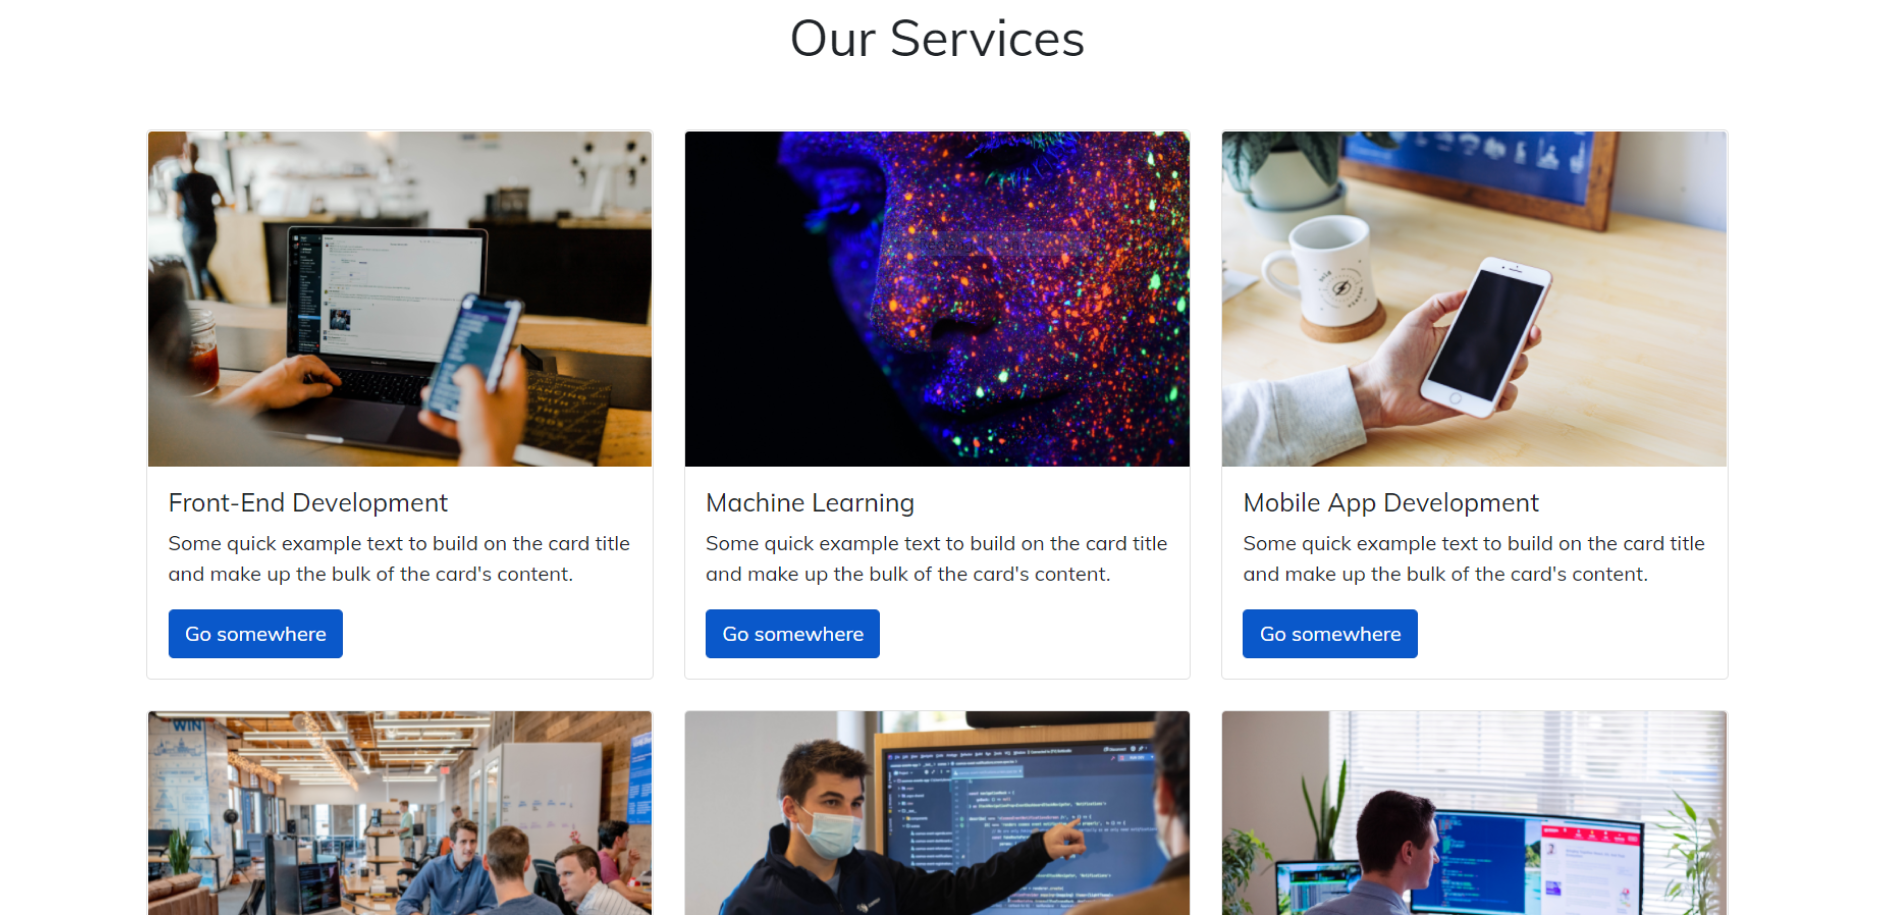 Our Services
Front-End Development
Some quick example text to build on the card title
and make up the bulk of the card's content.
Go somewhere
Machine Learning
Some quick example text to build on the card title
and make up the bulk of the card's content.
Go somewhere
Mobile App Development
Some quick example text to build on the card title
and make up the bulk of the card's content.
Go somewhere
WIN